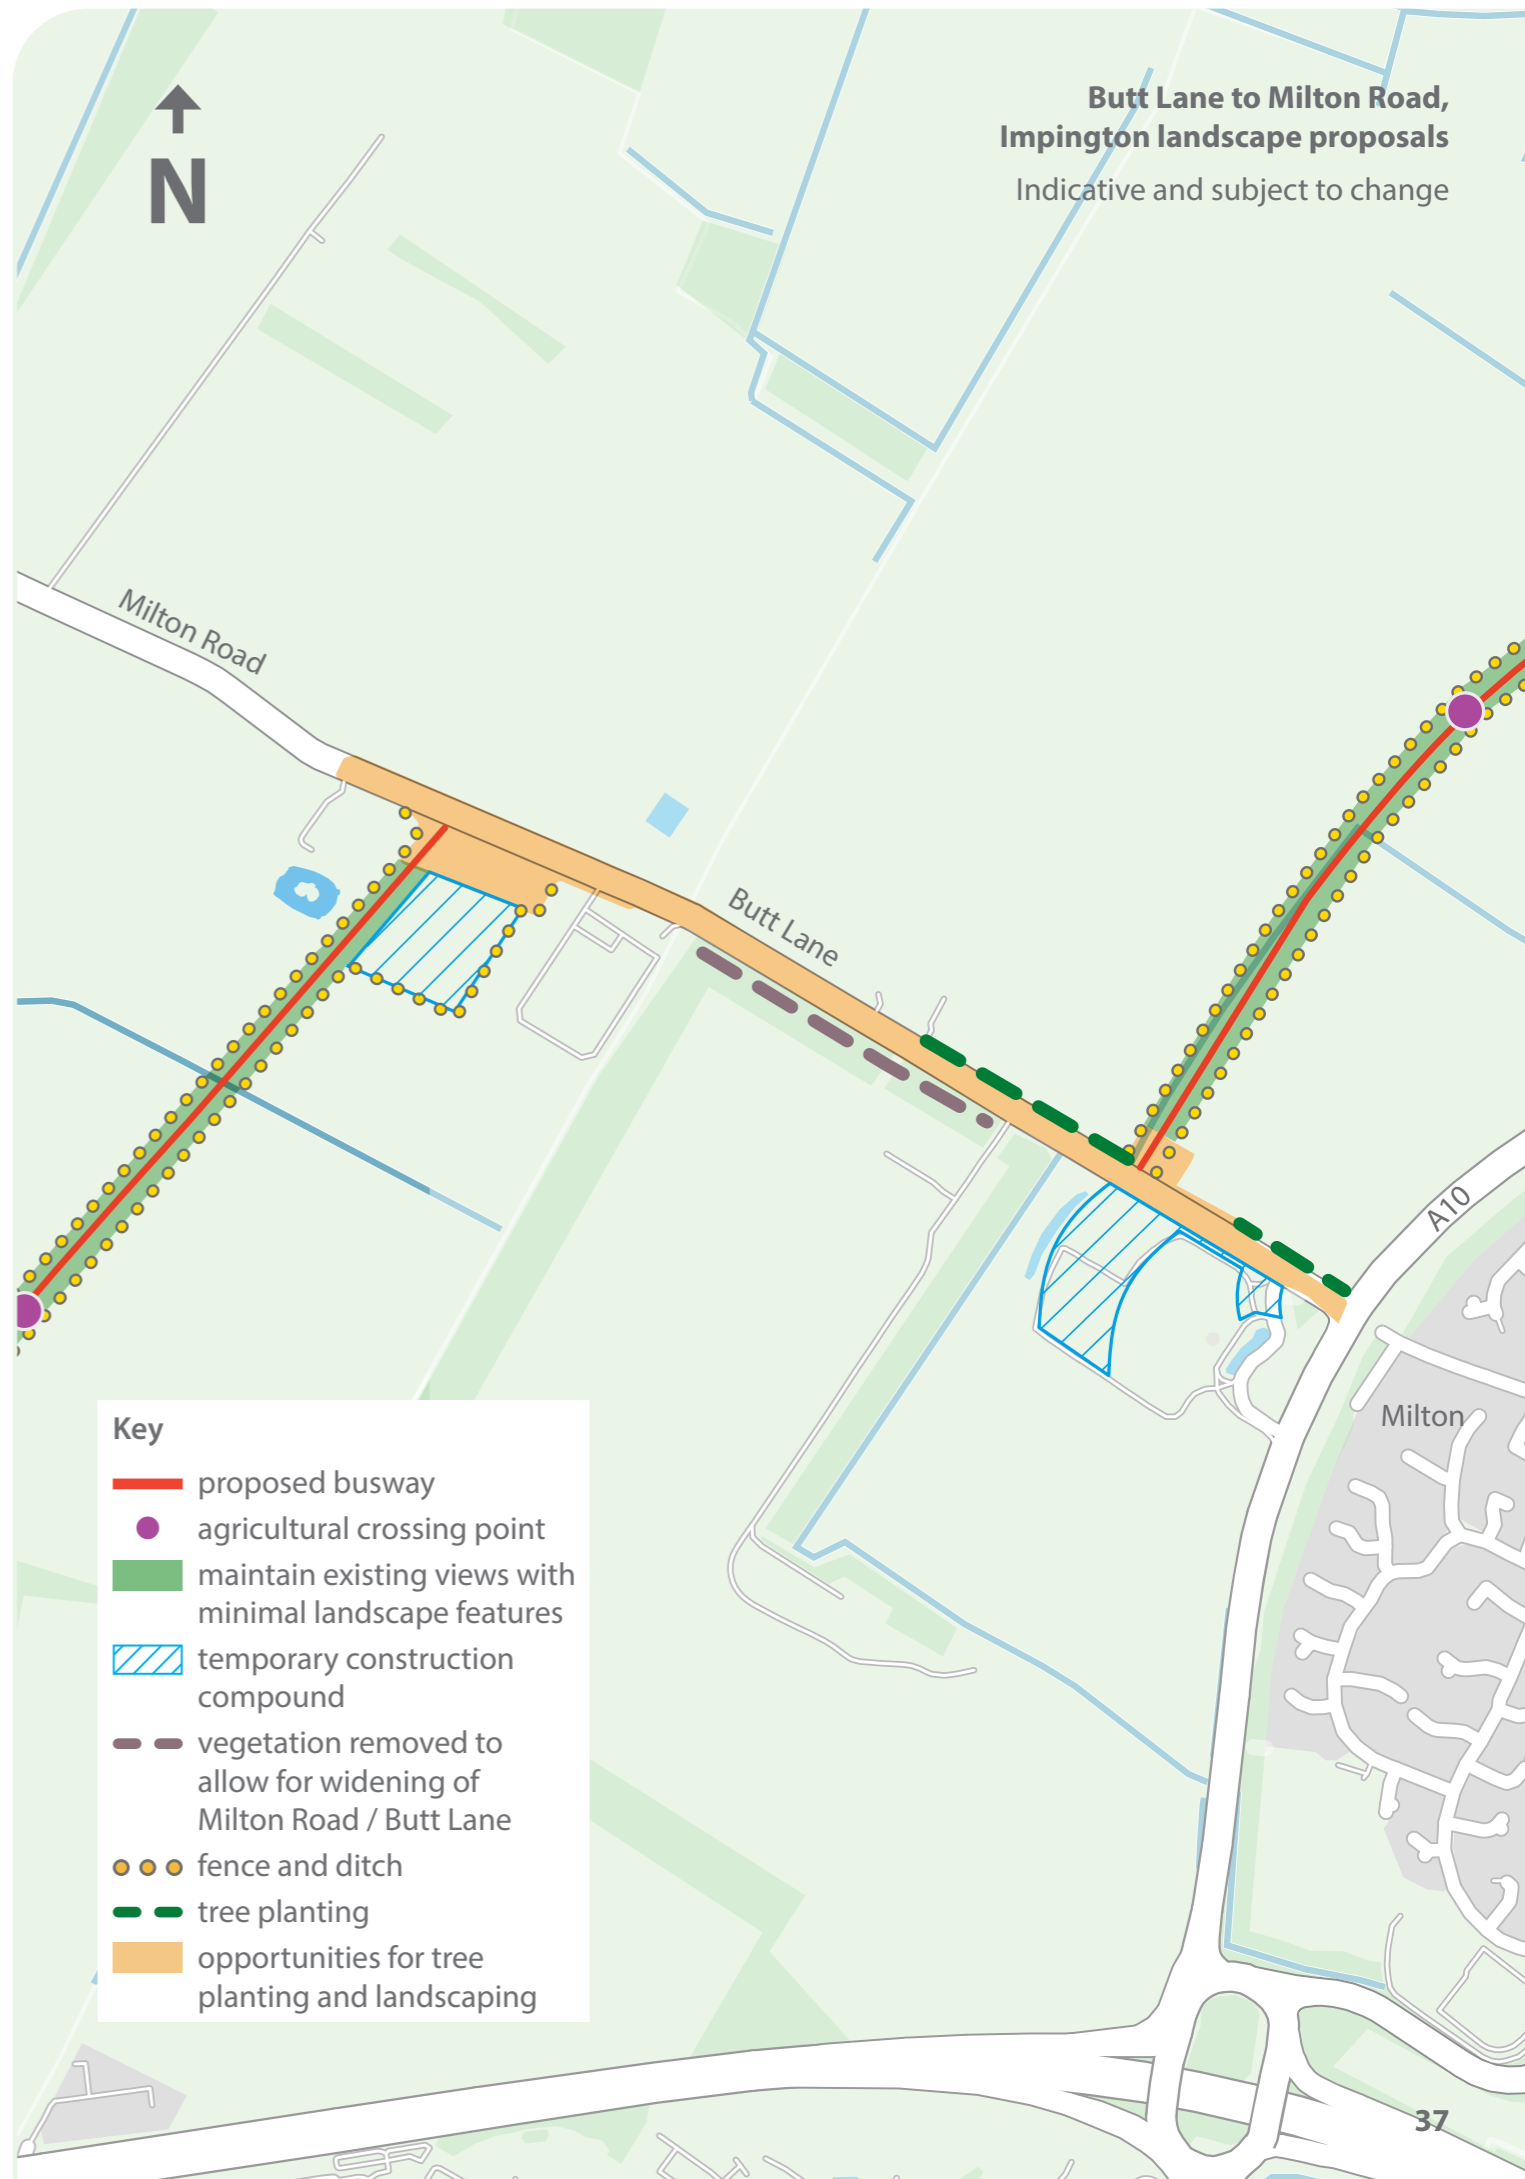 Butt Lane to Milton Road,
Impington landscape proposals
Indicative and subject to change
N
Milton Road
Butt Lane
A10
Milton
Key
proposed busway
agricultural crossing point
maintain existing views with
minimal landscape features
temporary construction
compound
vegetation removed to
allow for widening of
Milton Road / Butt Lane
fence and ditch
tree planting
opportunities for tree
planting and landscaping
37